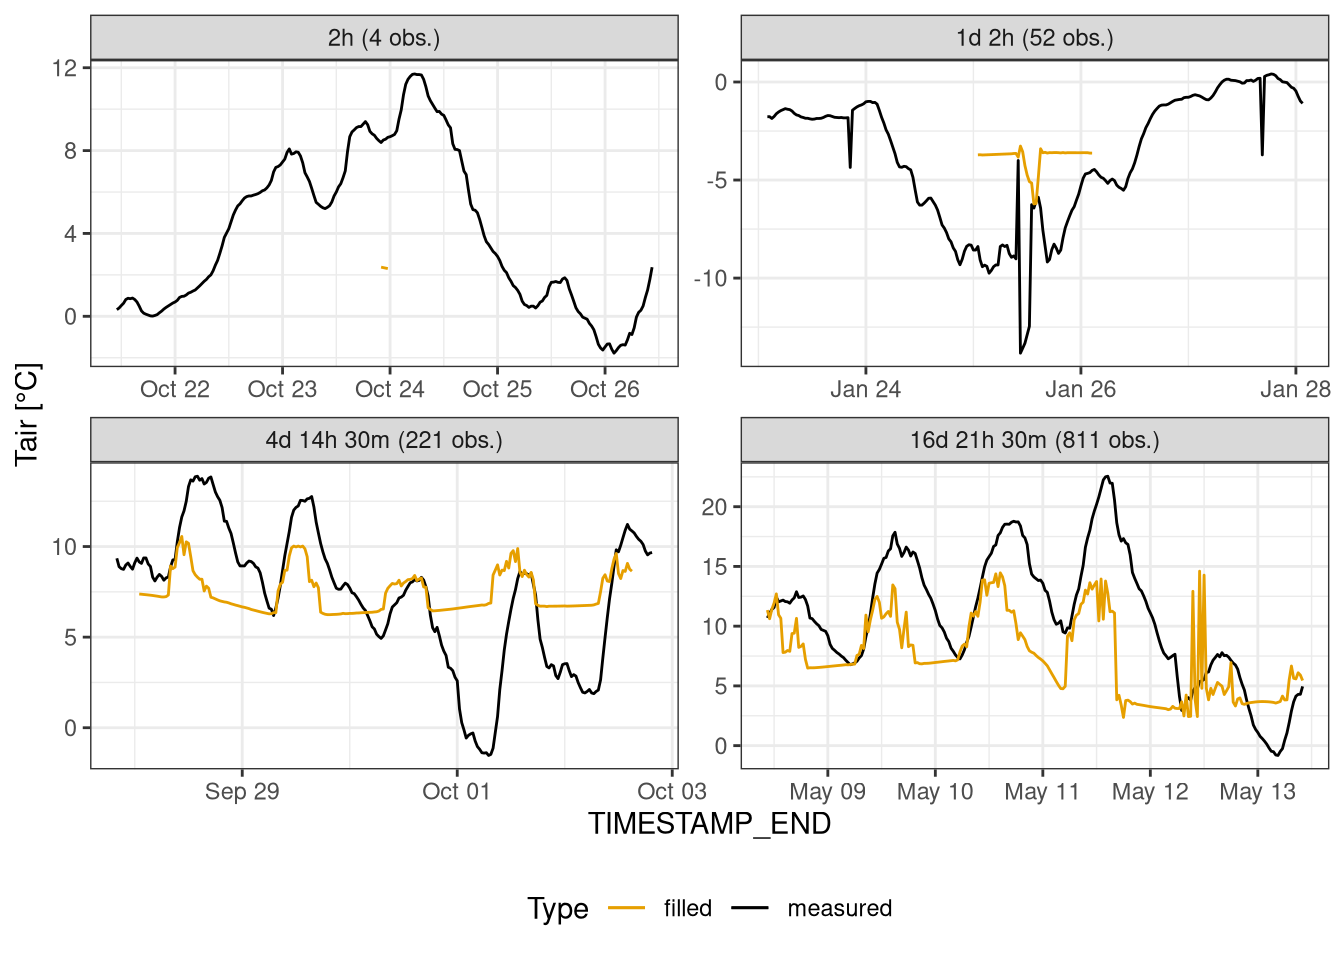 2h (4 obs.)
1d 2h (52 obs.)
12
8
4
0
0
-5
-10
Oct 22 Oct 23 Oct 24 Oct 25 Oct 26
Jan 24 Jan 26 Jan 28
Tair [°C]
4d 14h 30m (221 obs.)
16d 21h 30m (811 obs.)
10
5
0
20
15
10
5
0
Sep 29 Oct 01 Oct 03
May 09 May 10 May 11 May 12 May 13
TIMESTAMP_END
Type filled measured